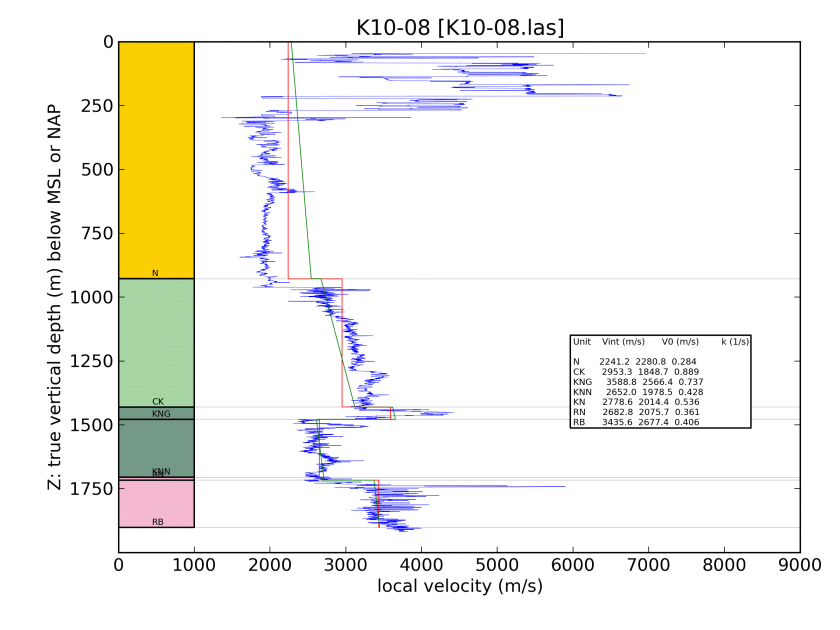 K10-08 [K10-08.las]
0
250
500
750
1000
1250
1500
1750
Z: true vertical depth (m) below MSL or NAP
N
CK
KNG
KNN
RB
Unit Vint (m/s) V0 (m/s) k (1/s)
N 2241.2 2280.8 0.284
CK 2953.3 1848.7 0.889
KNG 3588.8 2566.4 0.737
KNN 2652.0 1978.5 0.428
KN 2778.6 2014.4 0.536
RN 2682.8 2075.7 0.361
RB 3435.6 2677.4 0.406
0 1000 2000 3000 4000 5000 6000 7000 8000 9000
local velocity (m/s)